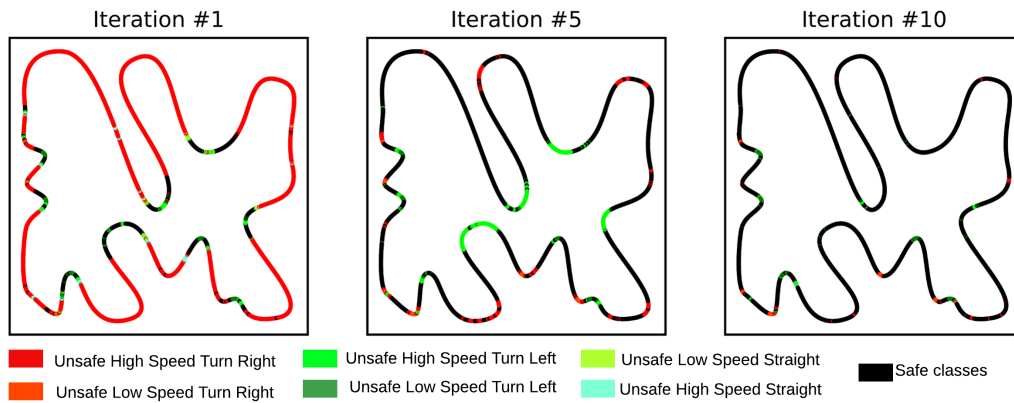 Iteration #1 Iteration #5 Iteration #10
Unsafe High Speed Turn Right Unsafe High Speed Turn Left Unsafe Low Speed Straight Safe classes
Unsafe Low Speed Turn Right Unsafe Low Speed Turn Left Unsafe High Speed Straight